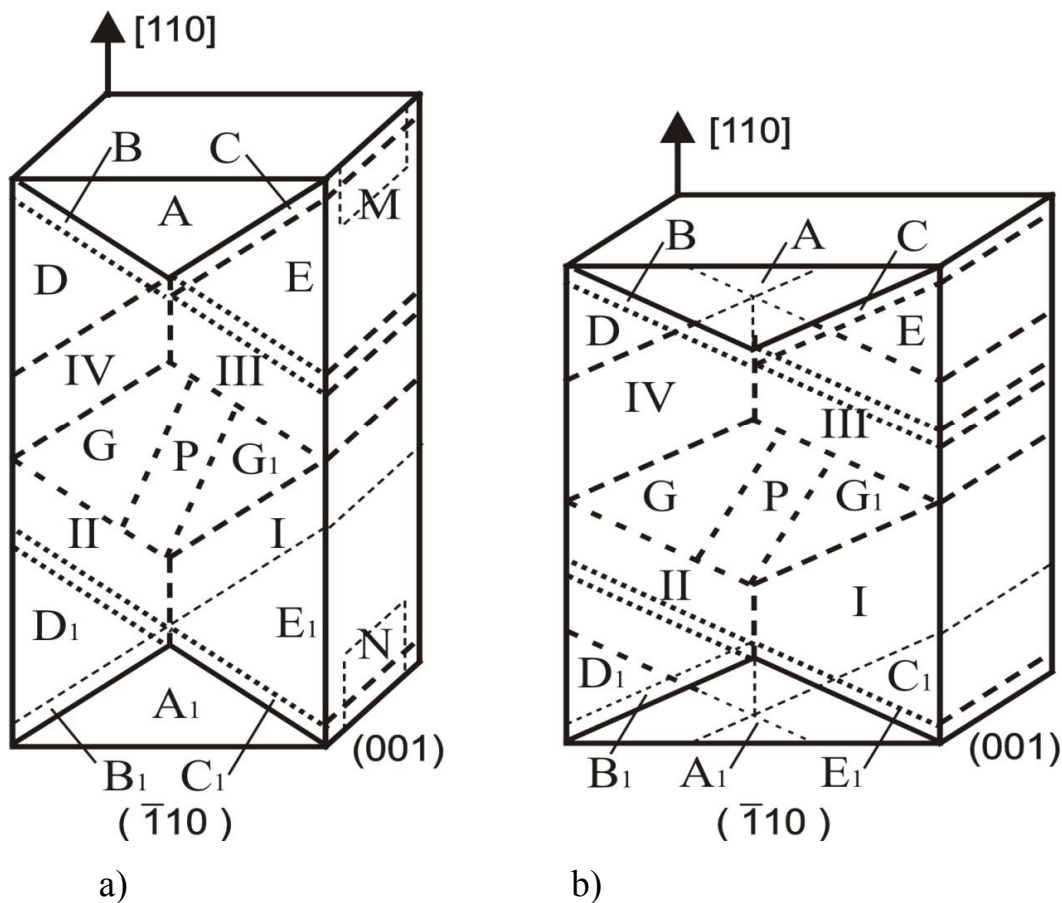 [110]
B C
A
M
D E
IV III
G P G1
II I
D1 E1
N
A1
(001)
B1 C1
( 1̅10 )
a)
[110]
B A C
D E
IV III
G P G1
II I
D1 C1
(001)
B1 A1 E1
( 1̅10 )
b)